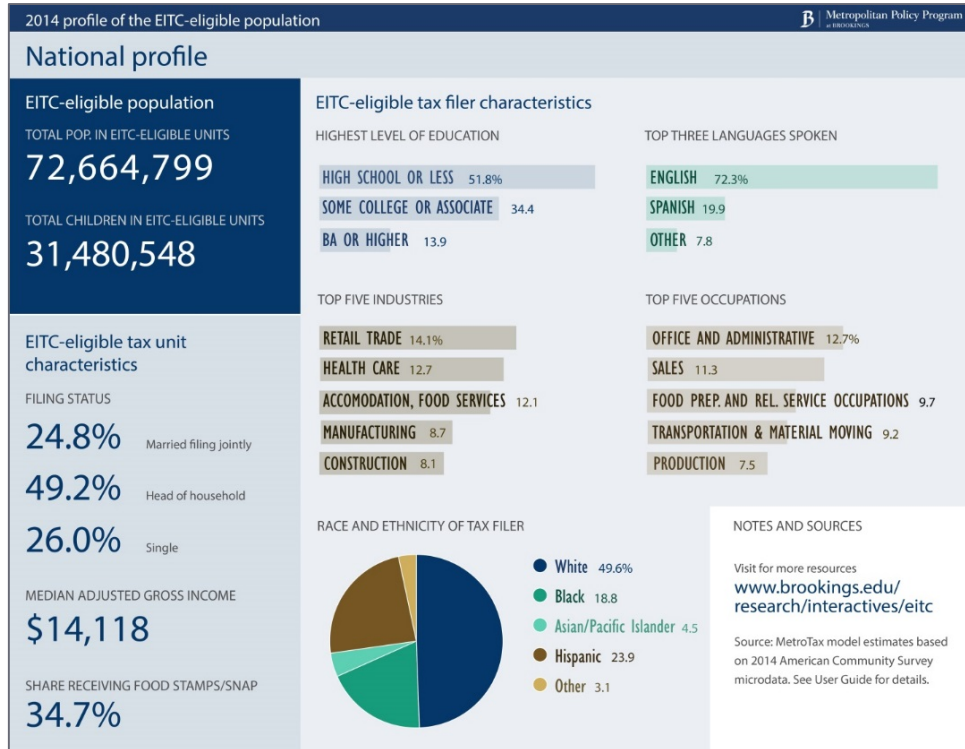 2014 profile of the EITC-eligible population
B Metropolitan Policy Program
at BROOKINGS
National profile
EITC-eligible population
TOTAL POP. IN EITC-ELIGIBLE UNITS
72,664,799
TOTAL CHILDREN IN EITC-ELIGIBLE UNITS
31,480,548
EITC-eligible tax unit
characteristics
FILING STATUS
24.8% Married filing jointly
49.2% Head of household
26.0% Single
MEDIAN ADJUSTED GROSS INCOME
$14,118
SHARE RECEIVING FOOD STAMPS/SNAP
34.7%
EITC-eligible tax filer characteristics
HIGHEST LEVEL OF EDUCATION
HIGH SCHOOL OR LESS 51.8%
SOME COLLEGE OR ASSOCIATE 34.4
BA OR HIGHER 13.9
TOP THREE LANGUAGES SPOKEN
ENGLISH 72.3%
SPANISH 19.9
OTHER 7.8
TOP FIVE INDUSTRIES
RETAIL TRADE 14.1%
HEALTH CARE 12.7
ACCOMODATION, FOOD SERVICES 12.1
MANUFACTURING 8.7
CONSTRUCTION 8.1
TOP FIVE OCCUPATIONS
OFFICE AND ADMINISTRATIVE 12.7%
SALES 11.3
FOOD PREP. AND REL. SERVICE OCCUPATIONS 9.7
TRANSPORTATION & MATERIAL MOVING 9.2
PRODUCTION 7.5
RACE AND ETHNICITY OF TAX FILER
White 49.6%
Black 18.8
Asian/Pacific Islander 4.5
Hispanic 23.9
Other 3.1
NOTES AND SOURCES
Visit for more resources
www.brookings.edu/
research/interactives/eitc
Source: MetroTax model estimates based
on 2014 American Community Survey
microdata. See User Guide for details.